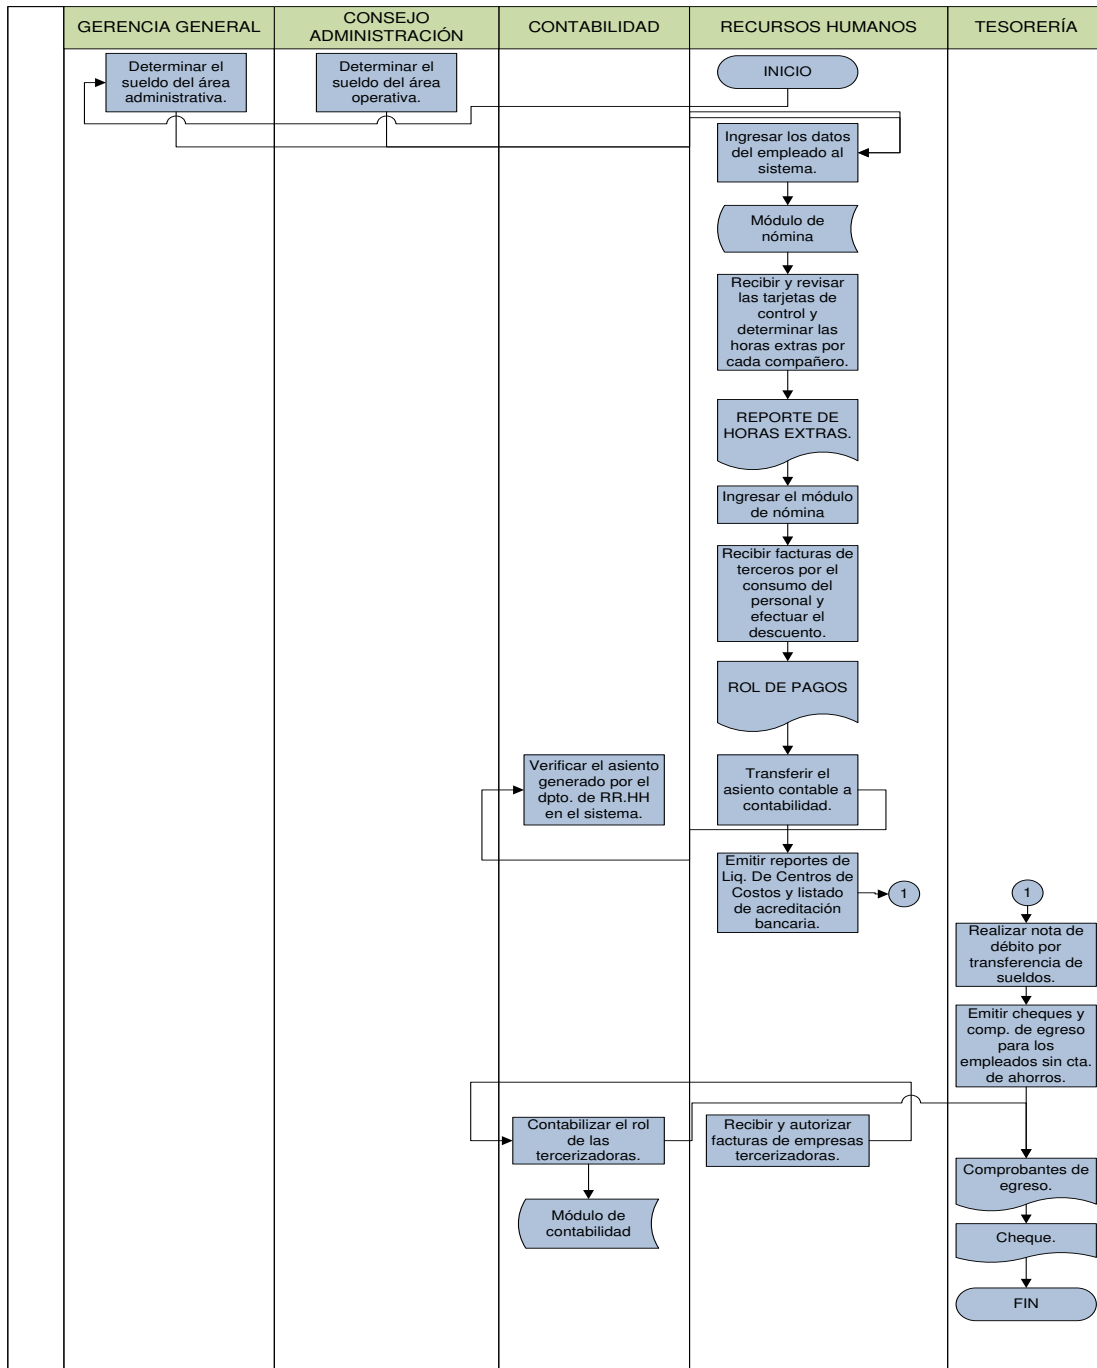 GERENCIA GENERAL
CONSEJO
ADMINISTRACIÓN
CONTABILIDAD
RECURSOS HUMANOS
TESORERÍA
Determinar el
sueldo del área
administrativa.
Determinar el
sueldo del área
operativa.
INICIO
Ingresar los datos
del empleado al
sistema.
Módulo de
nómina
Recibir y revisar
las tarjetas de
control y
determinar las
horas extras por
cada compañero.
REPORTE DE
HORAS EXTRAS.
Ingresar el módulo
de nómina
Recibir facturas de
terceros por el
consumo del
personal y
efectuar el
descuento.
ROL DE PAGOS
Verificar el asiento
generado por el
dpto. de RR.HH
en el sistema.
Transferir el
asiento contable a
contabilidad.
Emitir reportes de
Liq. De Centros de
Costos y listado
de acreditación
bancaria.
1
1
Realizar nota de
débito por
transferencia de
sueldos.
Emitir cheques y
comp. de egreso
para los
empleados sin cta.
de ahorros.
Contabilizar el rol
de las
tercerizadoras.
Recibir y autorizar
facturas de empresas
tercerizadoras.
Comprobantes de
egreso.
Módulo de
contabilidad
Cheque.
FIN